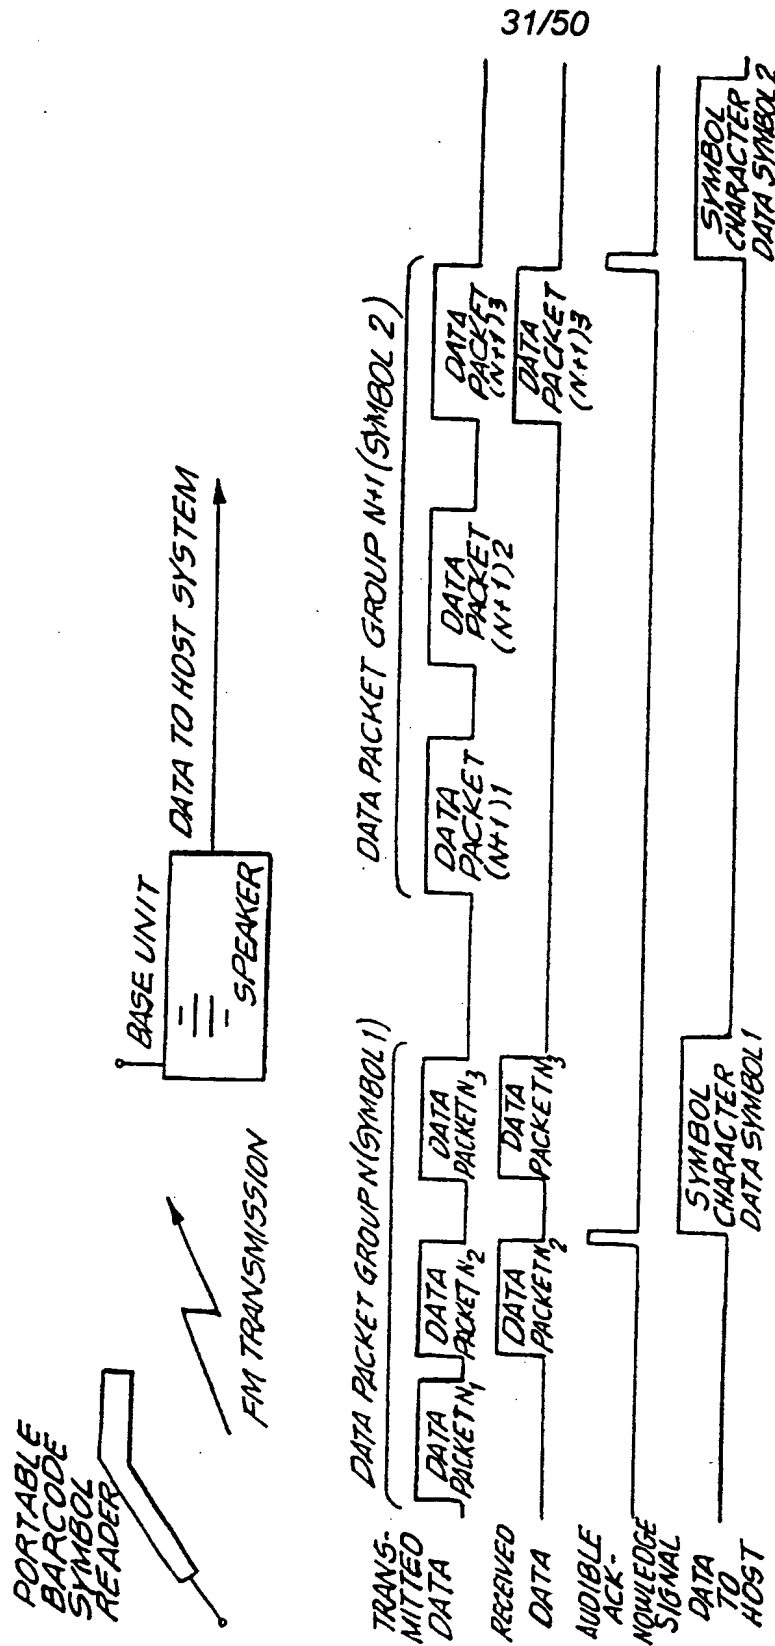 31/50
PORTABLE
BARCODE
SYMBOL
READER
FM TRANSMISSION
BASE UNIT
SPEAKER
DATA TO HOST SYSTEM
DATA PACKET GROUP N (SYMBOL 1)
DATA PACKET GROUP N+1 (SYMBOL 2)
TRANS-
MITTED
DATA
DATA
PACKET N1
DATA
PACKET N2
DATA
PACKET N3
DATA
PACKET
(N+1)1
DATA
PACKET
(N+1)2
DATA
PACKET
(N+1)3
RECEIVED
DATA
DATA
PACKET N2
DATA
PACKET N3
DATA
PACKET
(N+1)3
AUDIBLE
ACK-
NOWLEDGE
SIGNAL
DATA
TO
HOST
SYMBOL
CHARACTER
DATA SYMBOL 1
SYMBOL
CHARACTER
DATA SYMBOL 2